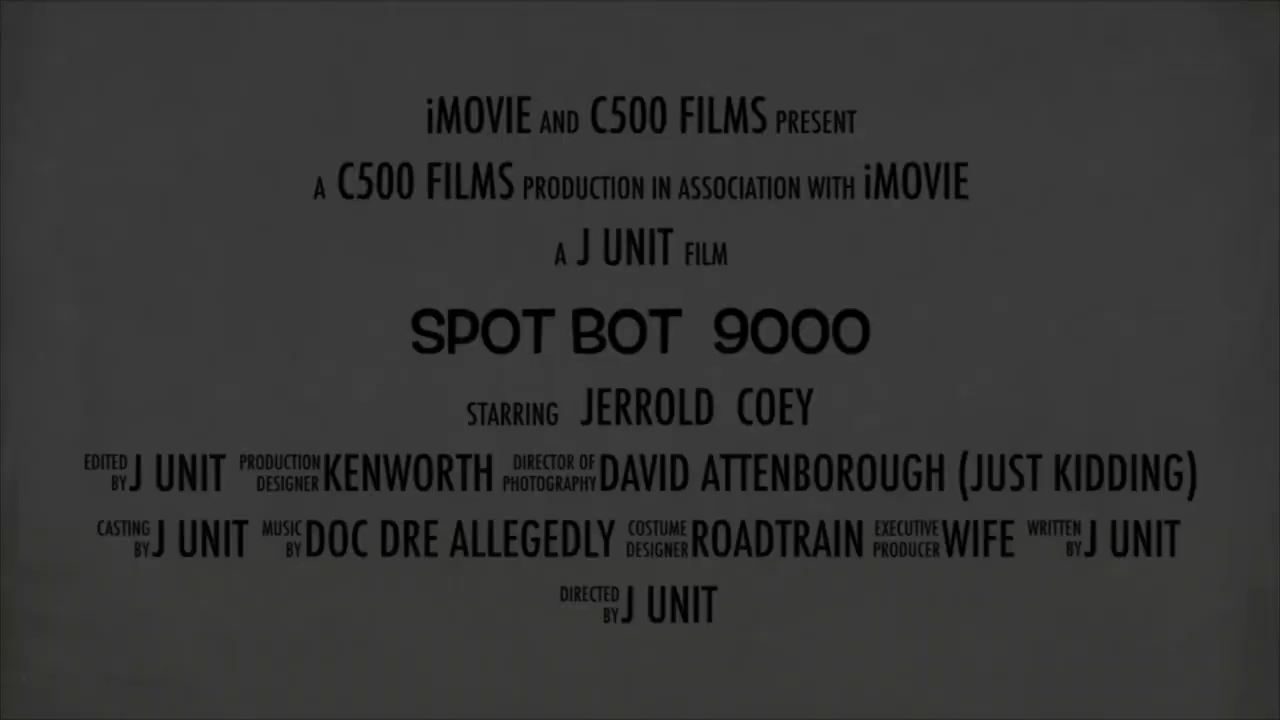 iMOVIE AND C500 FILMS PRESENT
A C500 FILMS PRODUCTION IN ASSOCIATION WITH iMOVIE
A J UNIT FILM
SPOT BOT 9000
STARRING JERROLD COEY
EDITED BY J UNIT PRODUCTION DESIGNER KENWORTH DIRECTOR OF PHOTOGRAPHY DAVID ATTENBOROUGH (JUST KIDDING)
CASTING BY J UNIT MUSIC BY DOC DRE ALLEGEDLY COSTUME DESIGNER ROADTRAIN EXECUTIVE PRODUCER WIFE WRITTEN BY J UNIT
DIRECTED BY J UNIT